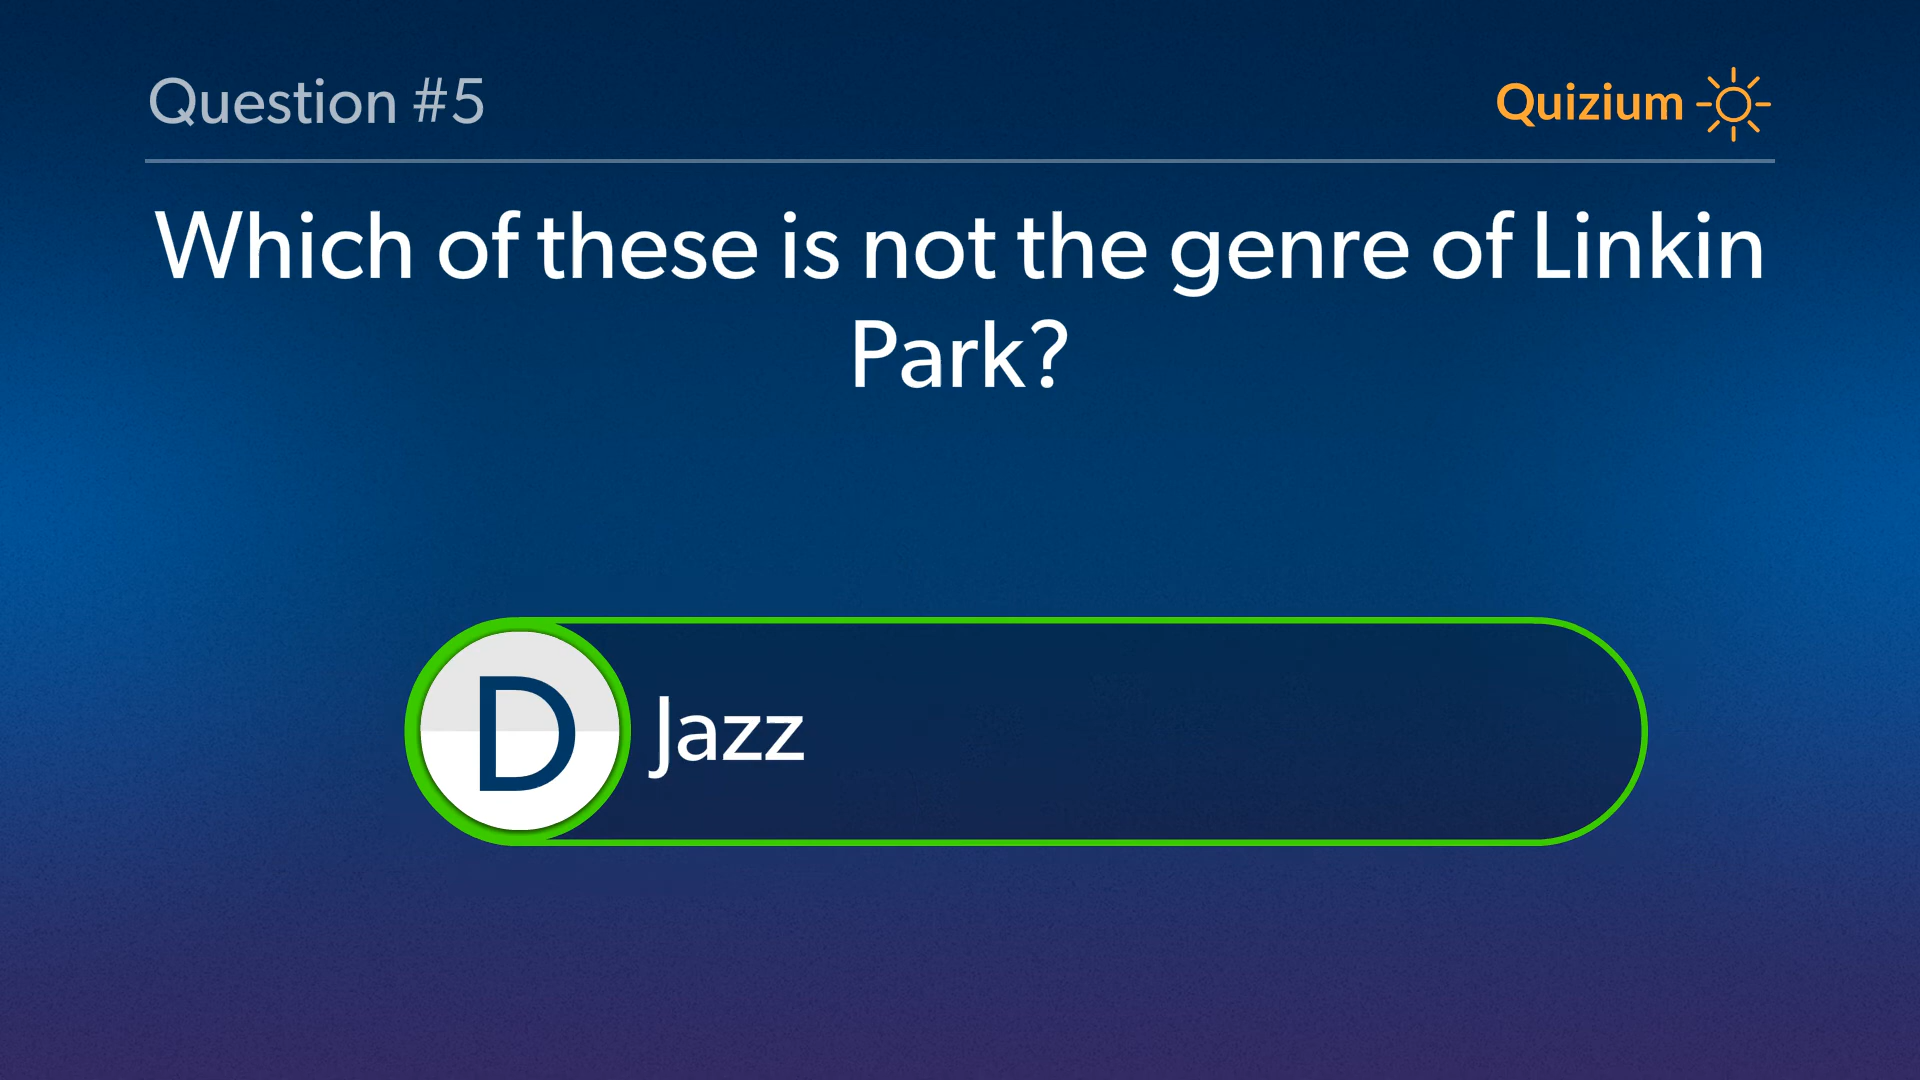 Question #5
Quizium
Which of these is not the genre of Linkin
Park?
D
Jazz